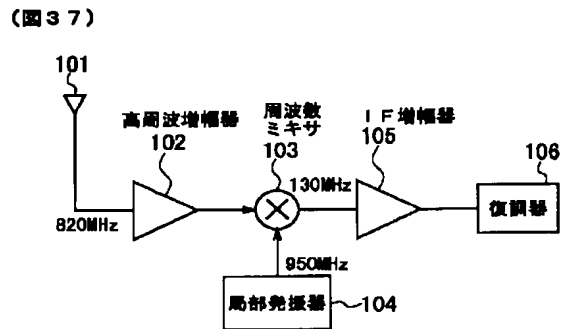 (図37)
101
高周波増幅器
102
周波数
ミキサ
103
IF増幅器
105
106
130MHz
復調器
820MHz
950MHz
局部発振器
104